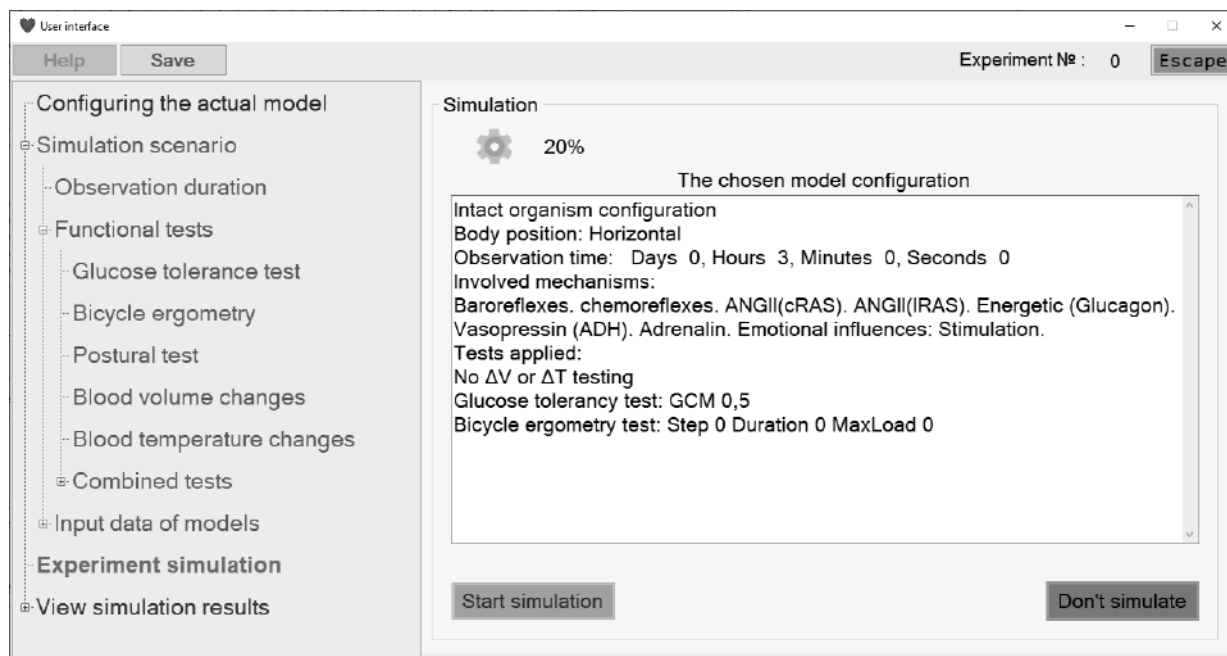 User interface
Help Save Experiment № : 0 Escape
Configuring the actual model
Simulation scenario
Observation duration
Functional tests
Glucose tolerance test
Bicycle ergometry
Postural test
Blood volume changes
Blood temperature changes
Combined tests
Input data of models
Experiment simulation
View simulation results
Simulation
20%
The chosen model configuration
Intact organism configuration
Body position: Horizontal
Observation time: Days 0, Hours 3, Minutes 0, Seconds 0
Involved mechanisms:
Baroreflexes. chemoreflexes. ANGII(cRAS). ANGII(lRAS). Energetic (Glucagon).
Vasopressin (ADH). Adrenalin. Emotional influences: Stimulation.
Tests applied:
No ΔV or ΔT testing
Glucose tolerancy test: GCM 0,5
Bicycle ergometry test: Step 0 Duration 0 MaxLoad 0
Start simulation Don't simulate